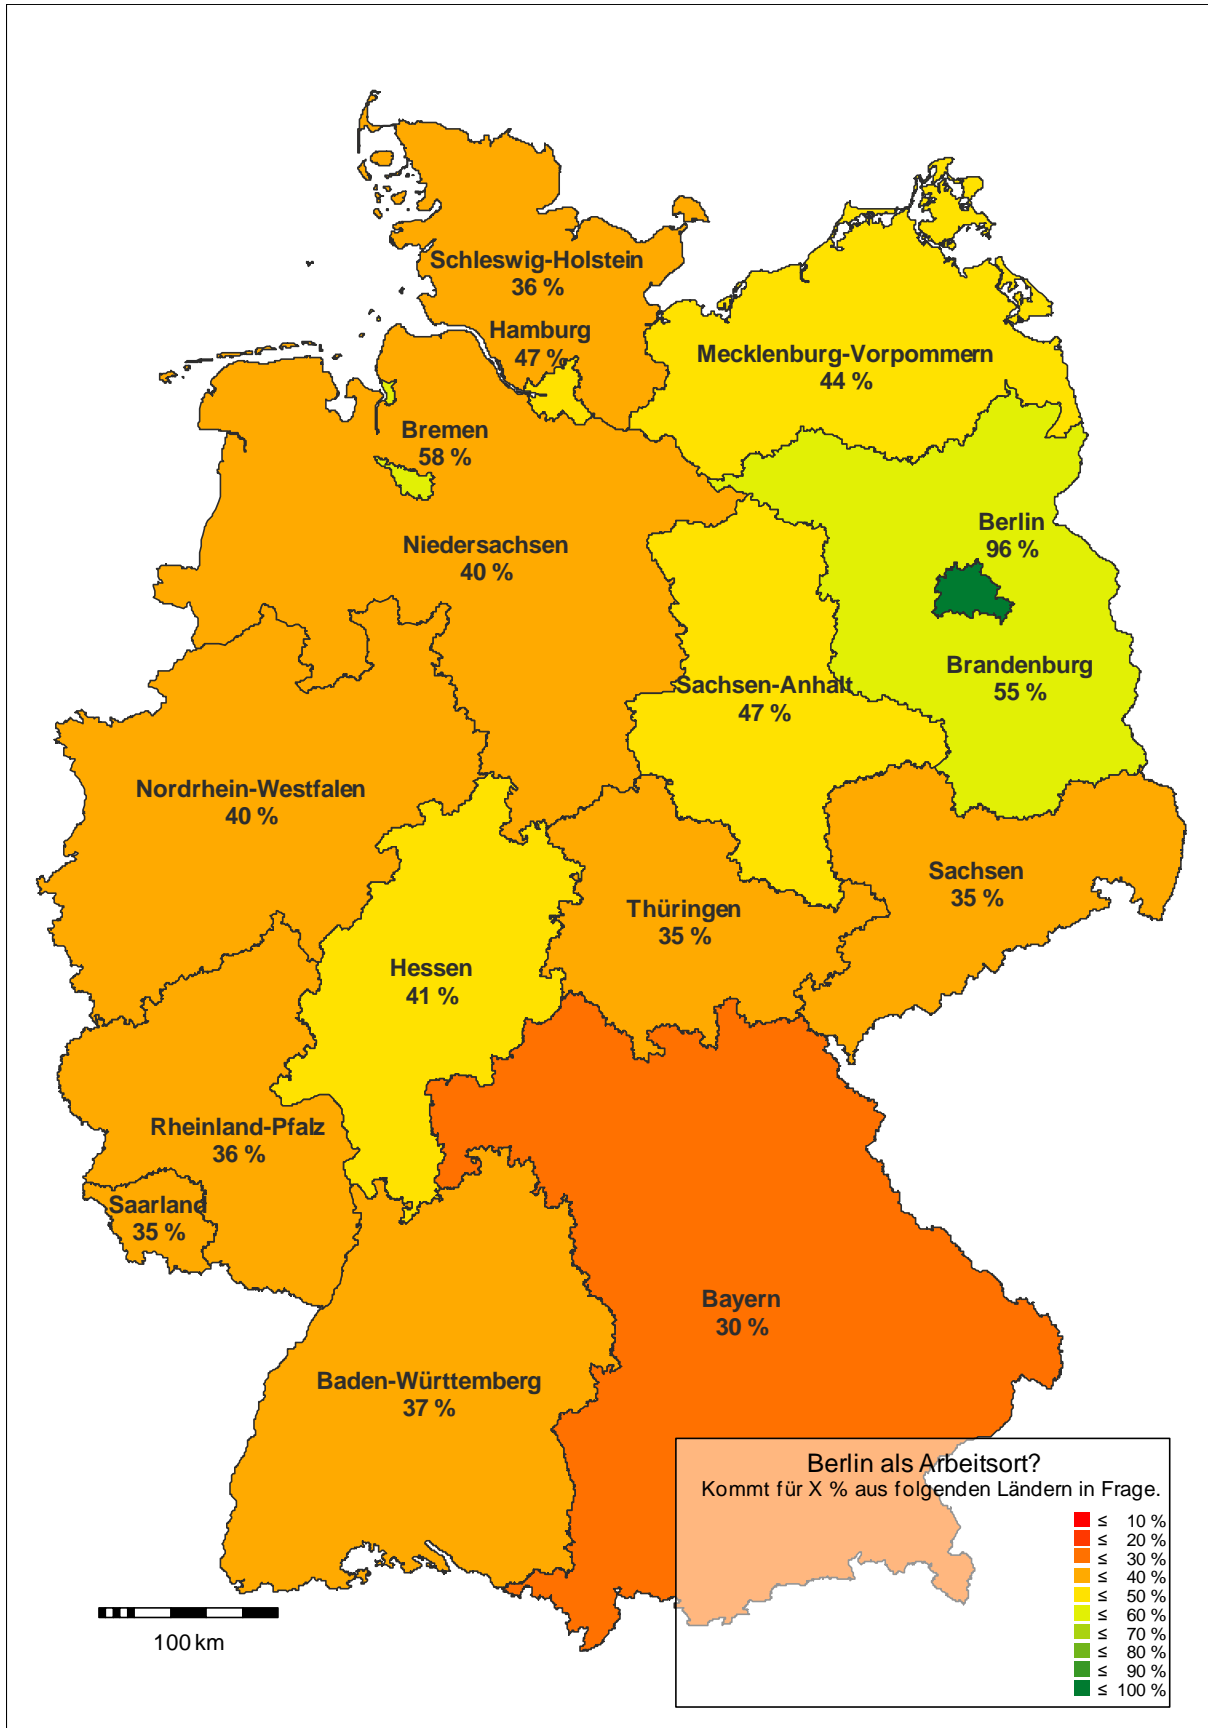 Schleswig-Holstein
36 %
Hamburg
47 %
Mecklenburg-Vorpommern
44 %
Bremen
58 %
Berlin
96 %
Niedersachsen
40 %
Brandenburg
55 %
Sachsen-Anhalt
47 %
Nordrhein-Westfalen
40 %
Sachsen
35 %
Thüringen
35 %
Hessen
41 %
Rheinland-Pfalz
36 %
Saarland
35 %
Bayern
30 %
Baden-Württemberg
37 %
Berlin als Arbeitsort?
Kommt für X % aus folgenden Ländern in Frage.
≤ 10 %
≤ 20 %
≤ 30 %
≤ 40 %
≤ 50 %
≤ 60 %
≤ 70 %
≤ 80 %
≤ 90 %
≤ 100 %
100 km